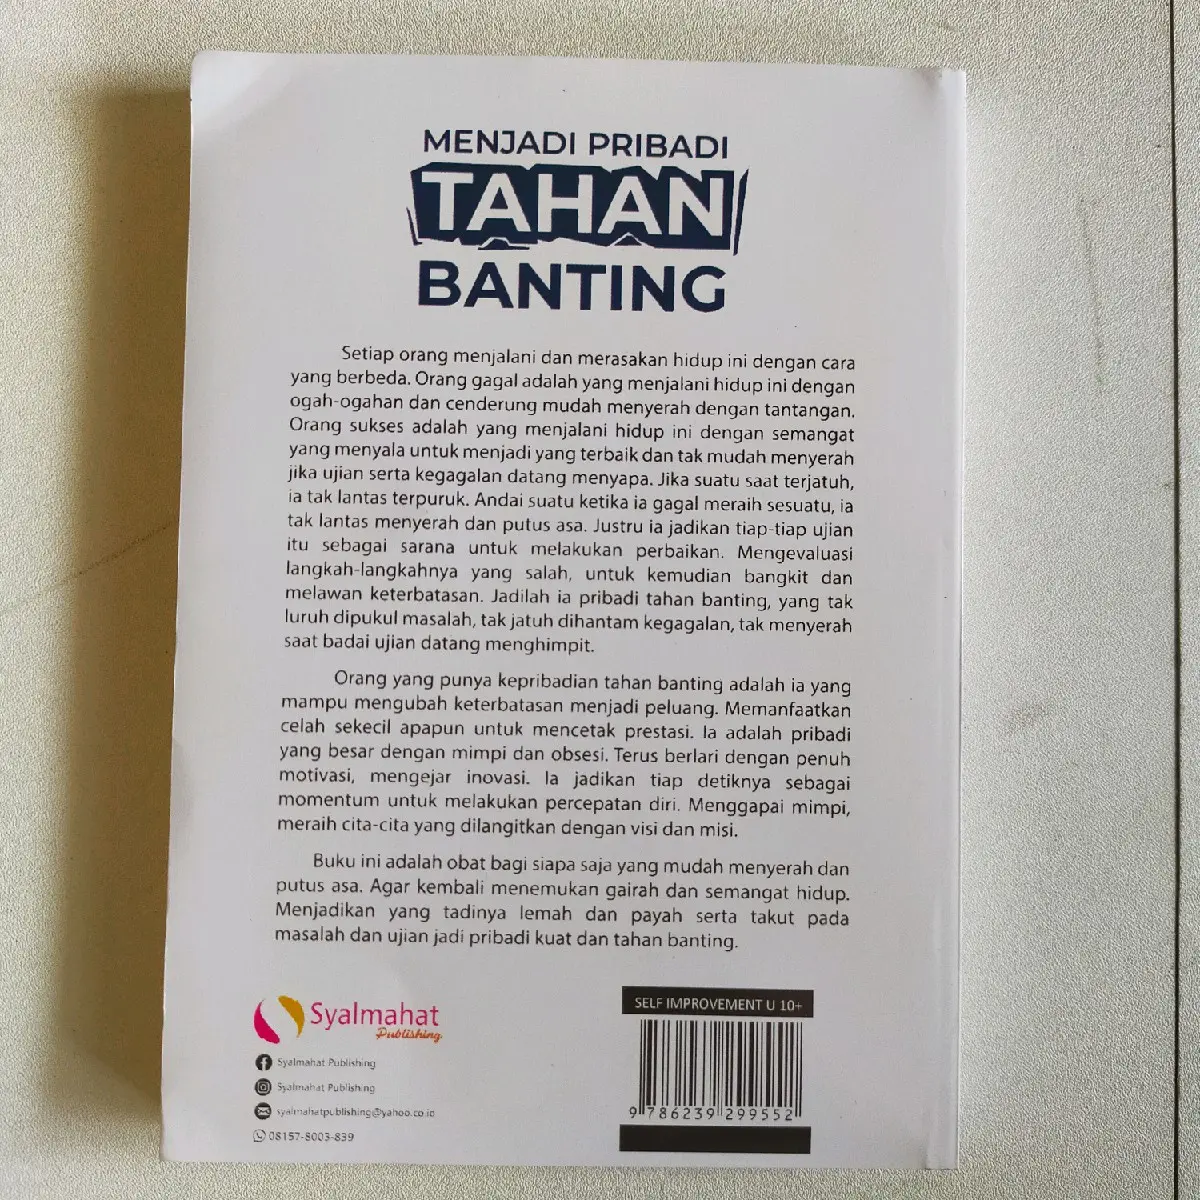 MENJADI PRIBADI
TAHAN
BANTING
Setiap orang menjalani dan merasakan hidup ini dengan cara
yang berbeda. Orang gagal adalah yang menjalani hidup ini dengan
ogah-ogahan dan cenderung mudah menyerah dengan tantangan.
Orang sukses adalah yang menjalani hidup ini dengan semangat
yang menyala untuk menjadi yang terbaik dan tak mudah menyerah
jika ujian serta kegagalan datang menyapa. Jika suatu saat terjatuh,
ia tak lantas terpuruk. Andai suatu ketika ia gagal meraih sesuatu, ia
tak lantas menyerah dan putus asa. Justru ia jadikan tiap-tiap ujian
itu sebagai sarana untuk melakukan perbaikan. Mengevaluasi
langkah-langkahnya yang salah, untuk kemudian bangkit dan
melawan keterbatasan. Jadilah ia pribadi tahan banting, yang tak
luruh dipukul masalah, tak jatuh dihantam kegagalan, tak menyerah
saat badai ujian datang menghimpit.
Orang yang punya kepribadian tahan banting adalah ia yang
mampu mengubah keterbatasan menjadi peluang. Memanfaatkan
celah sekecil apapun untuk mencetak prestasi. Ia adalah pribadi
yang besar dengan mimpi dan obsesi. Terus berlari dengan penuh
motivasi, mengejar inovasi. Ia jadikan tiap detiknya sebagai
momentum untuk melakukan percepatan diri. Menggapai mimpi,
meraih cita-cita yang dilangitkan dengan visi dan misi.
Buku ini adalah obat bagi siapa saja yang mudah menyerah dan
putus asa. Agar kembali menemukan gairah dan semangat hidup.
Menjadikan yang tadinya lemah dan payah serta takut pada
masalah dan ujian jadi pribadi kuat dan tahan banting.
Syalmahat
Publishing
Syalmahat Publishing
Syalmahat Publishing
syalmahatpublishing@yahoo.co.id
08157-8003-839
SELF IMPROVEMENT U 10+
9 786239 299552